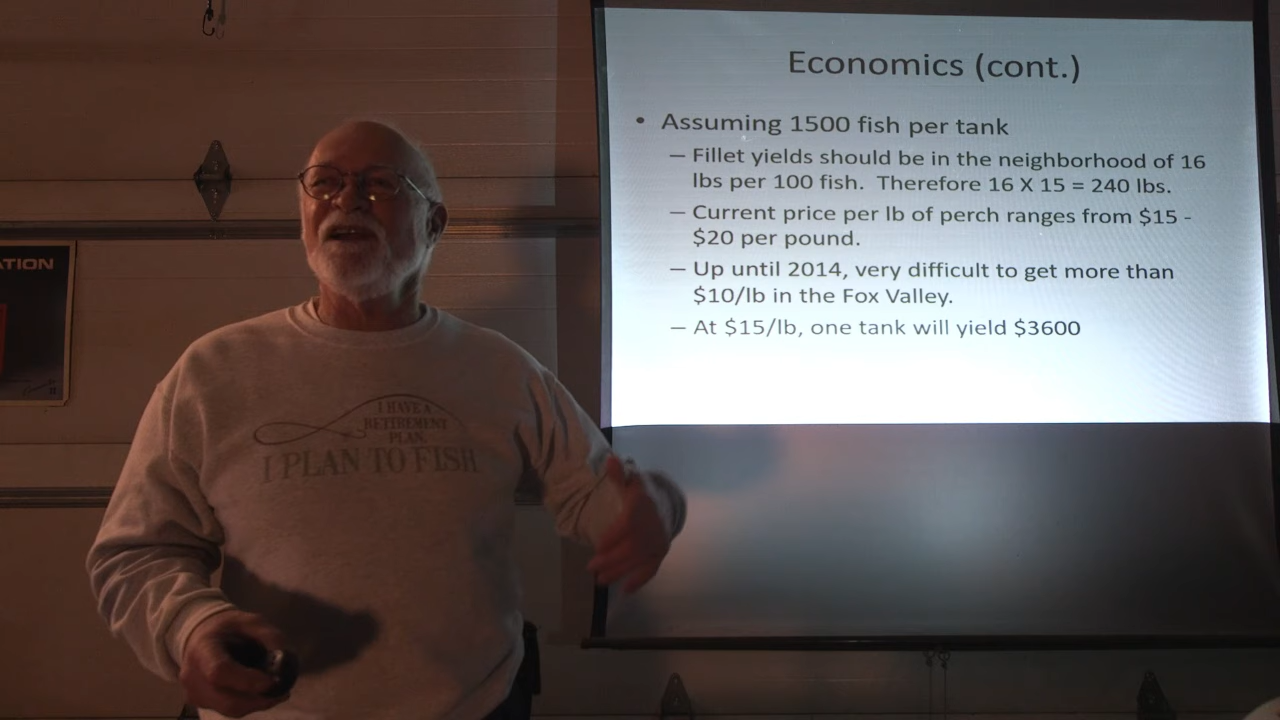 Economics (cont.)
• Assuming 1500 fish per tank
– Fillet yields should be in the neighborhood of 16
lbs per 100 fish. Therefore 16 X 15 = 240 lbs.
– Current price per lb of perch ranges from $15 -
$20 per pound.
– Up until 2014, very difficult to get more than
$10/lb in the Fox Valley.
– At $15/lb, one tank will yield $3600
ATION
I HAVE A
RETIREMENT
PLAN,
I PLAN TO FISH